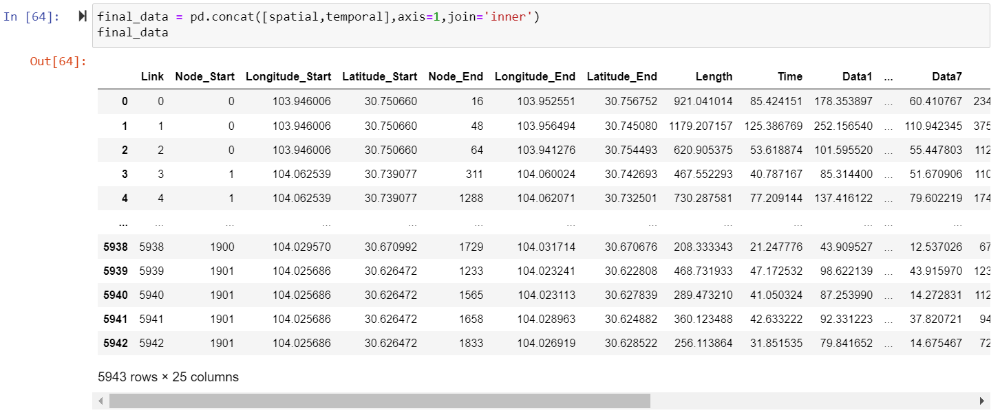 In [64]: final_data = pd.concat([spatial,temporal],axis=1,join='inner')
final_data
Out[64]:
Link Node_Start Longitude_Start Latitude_Start Node_End Longitude_End Latitude_End Length Time Data1 ... Data7
0 0 0 103.946006 30.750660 16 103.952551 30.756752 921.041014 85.424151 178.353897 ... 60.410767 234
1 1 0 103.946006 30.750660 48 103.956494 30.745080 1179.207157 125.386769 252.156540 ... 110.942345 375
2 2 0 103.946006 30.750660 64 103.941276 30.754493 620.905375 53.618874 101.595520 ... 55.447803 112
3 3 1 104.062539 30.739077 311 104.060024 30.742693 467.552293 40.787167 85.314400 ... 51.670906 110
4 4 1 104.062539 30.739077 1288 104.062071 30.732501 730.287581 77.209144 137.416122 ... 79.602219 174
... ... ... ... ... ... ... ... ... ... ... ... ...
5938 5938 1900 104.029570 30.670992 1729 104.031714 30.670676 208.333343 21.247776 43.909527 ... 12.537026 67
5939 5939 1901 104.025686 30.626472 1233 104.023241 30.622808 468.731933 47.172532 98.622139 ... 43.915970 123
5940 5940 1901 104.025686 30.626472 1565 104.023113 30.627839 289.473210 41.050324 87.253990 ... 14.272831 112
5941 5941 1901 104.025686 30.626472 1658 104.028963 30.624882 360.123488 42.633222 92.331223 ... 37.820721 94
5942 5942 1901 104.025686 30.626472 1833 104.026919 30.628522 256.113864 31.851535 79.841652 ... 14.675467 72
5943 rows × 25 columns